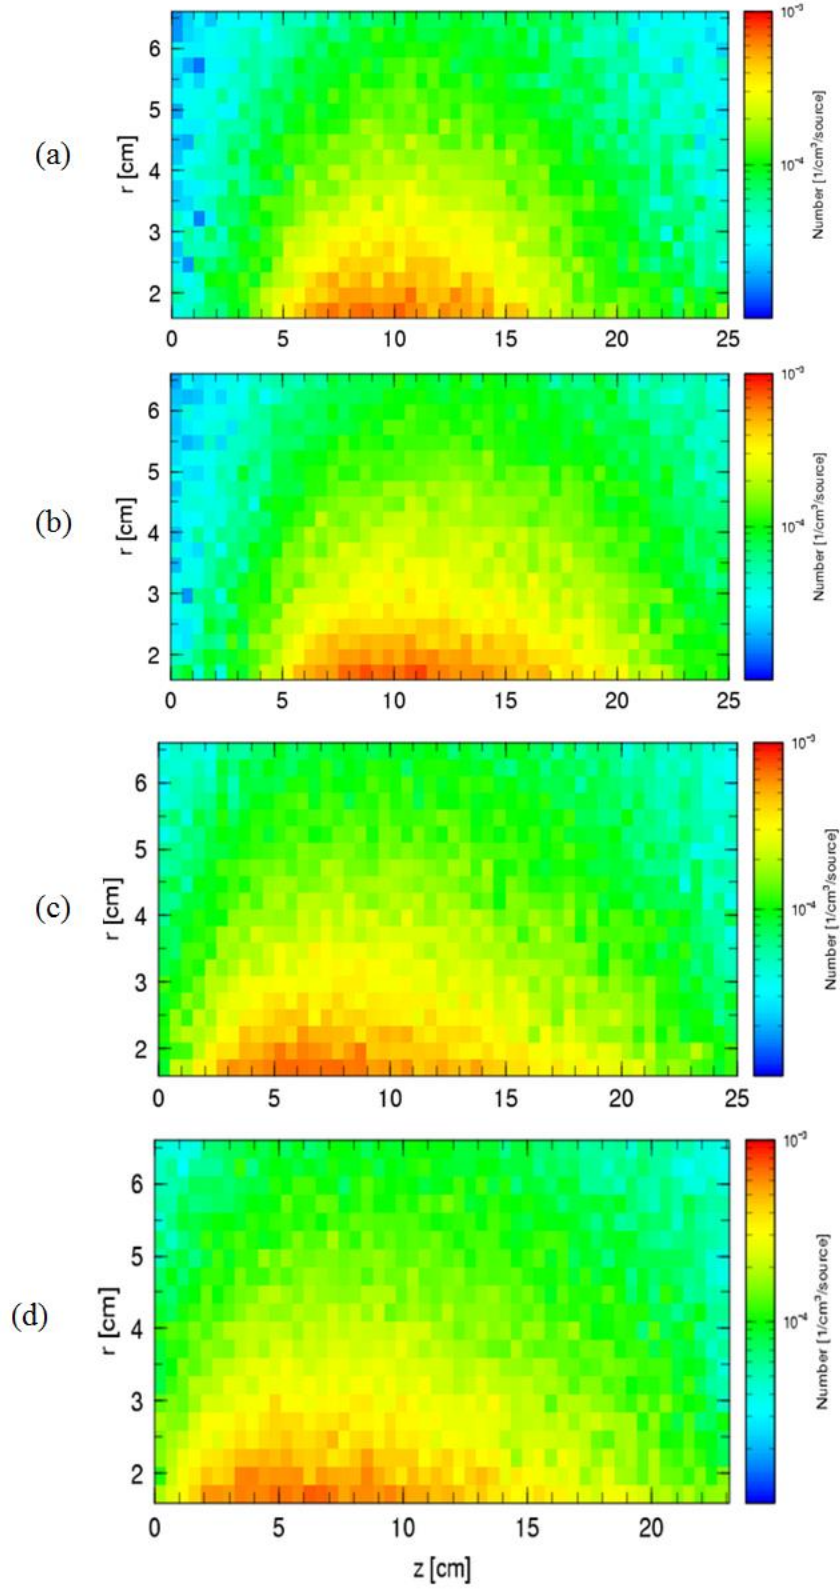 (a)
r [cm]
6
5
4
3
2
0 5 10 15 20 25
10⁻³
10⁻⁴
Number [1/cm³/source]
(b)
r [cm]
6
5
4
3
2
0 5 10 15 20 25
10⁻³
10⁻⁴
Number [1/cm³/source]
(c)
r [cm]
6
5
4
3
2
0 5 10 15 20 25
10⁻³
10⁻⁴
Number [1/cm³/source]
(d)
r [cm]
6
5
4
3
2
0 5 10 15 20
10⁻³
10⁻⁴
Number [1/cm³/source]
z [cm]